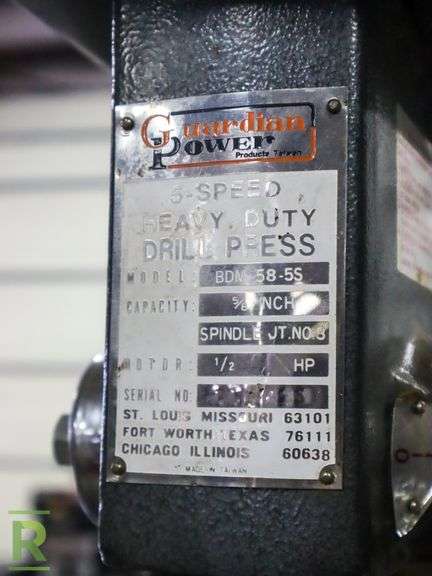 Guardian
Power
Products Taiwan
5-SPEED
HEAVY DUTY
DRILL PRESS
MODEL: BDM-58-5S
CAPACITY: 5/8 INCH
SPINDLE JT.NO.3
MOTOR: 1/2 HP
SERIAL NO.
ST. LOUIS MISSOURI 63101
FORT WORTH TEXAS 76111
CHICAGO ILLINOIS 60638
MADE IN TAIWAN
R